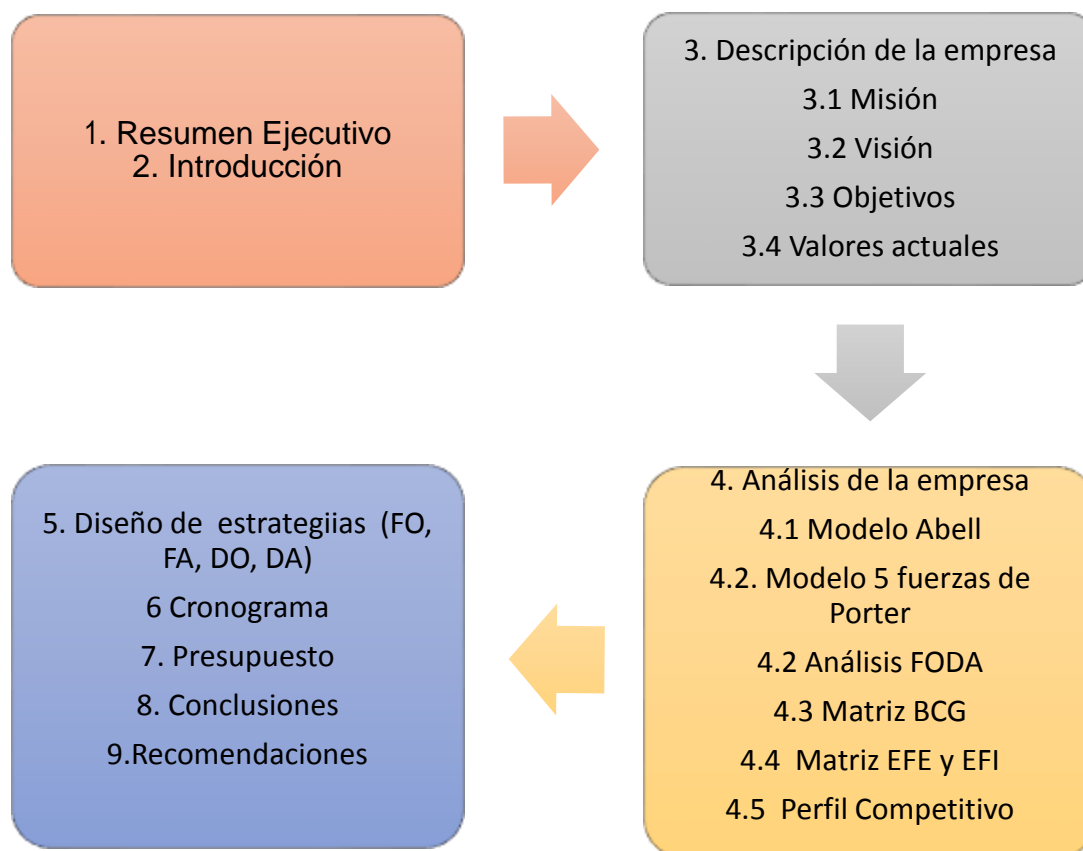 1. Resumen Ejecutivo
2. Introducción
3. Descripción de la empresa
3.1 Misión
3.2 Visión
3.3 Objetivos
3.4 Valores actuales
4. Análisis de la empresa
4.1 Modelo Abell
4.2. Modelo 5 fuerzas de
Porter
4.2 Análisis FODA
4.3 Matriz BCG
4.4 Matriz EFE y EFI
4.5 Perfil Competitivo
5. Diseño de estrategiias (FO,
FA, DO, DA)
6 Cronograma
7. Presupuesto
8. Conclusiones
9.Recomendaciones